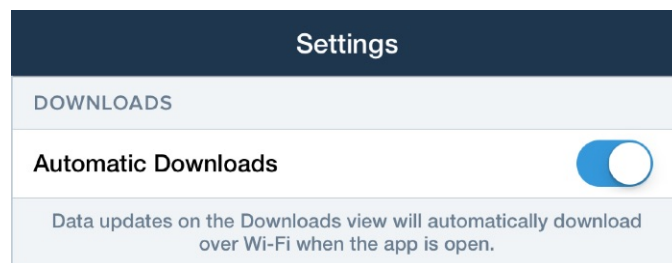 Settings
DOWNLOADS
Automatic Downloads
Data updates on the Downloads view will automatically download
over Wi-Fi when the app is open.